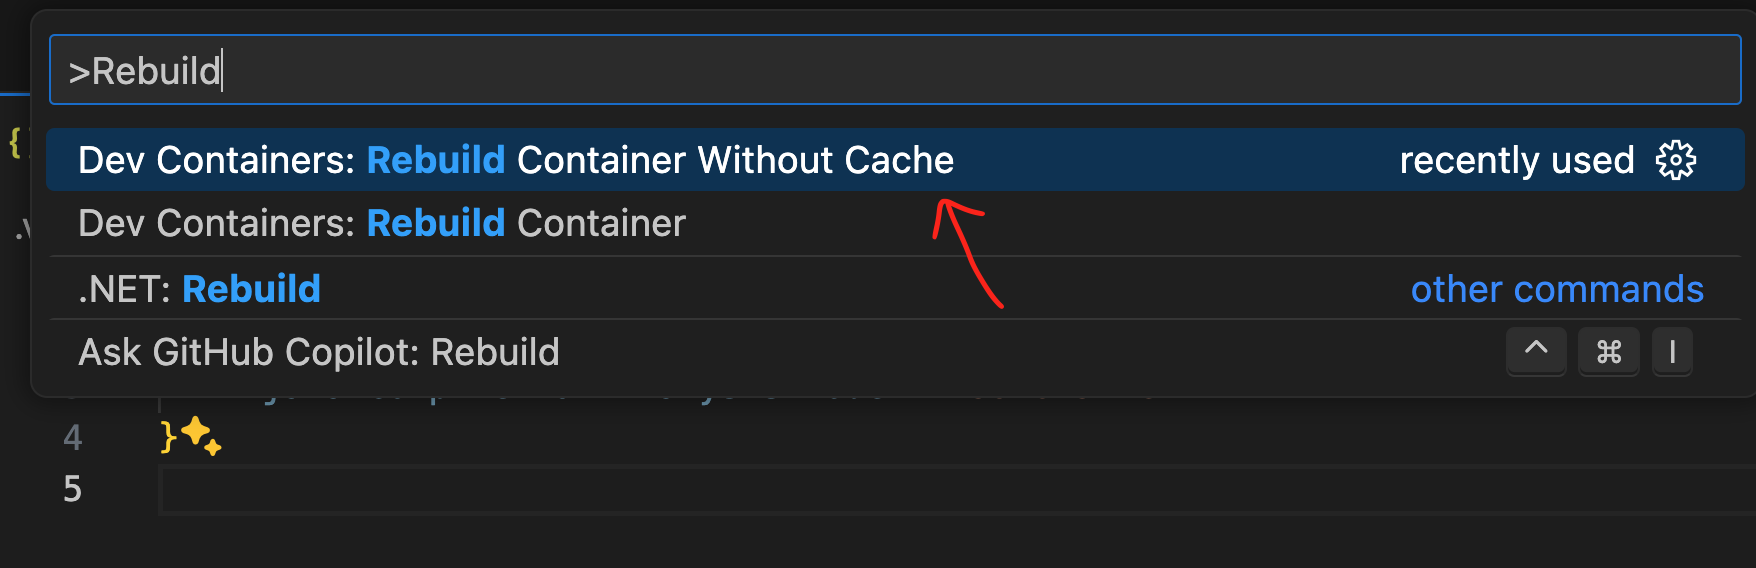 >Rebuild
Dev Containers: Rebuild Container Without Cache recently used
Dev Containers: Rebuild Container
.NET: Rebuild other commands
Ask GitHub Copilot: Rebuild ^ ⌘ I
4 }
5